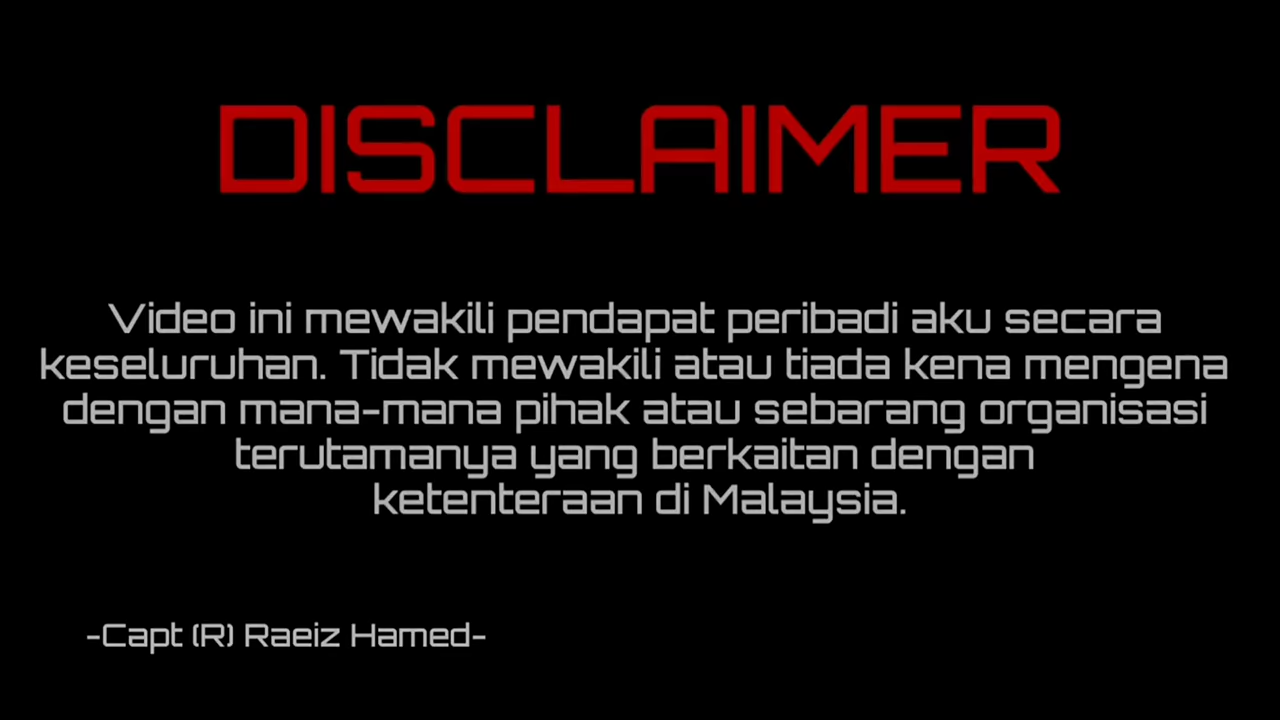 DISCLAIMER
Video ini mewakili pendapat peribadi aku secara
keseluruhan. Tidak mewakili atau tiada kena mengena
dengan mana-mana pihak atau sebarang organisasi
terutamanya yang berkaitan dengan
ketenteraan di Malaysia.
-Capt (R) Raeiz Hamed-